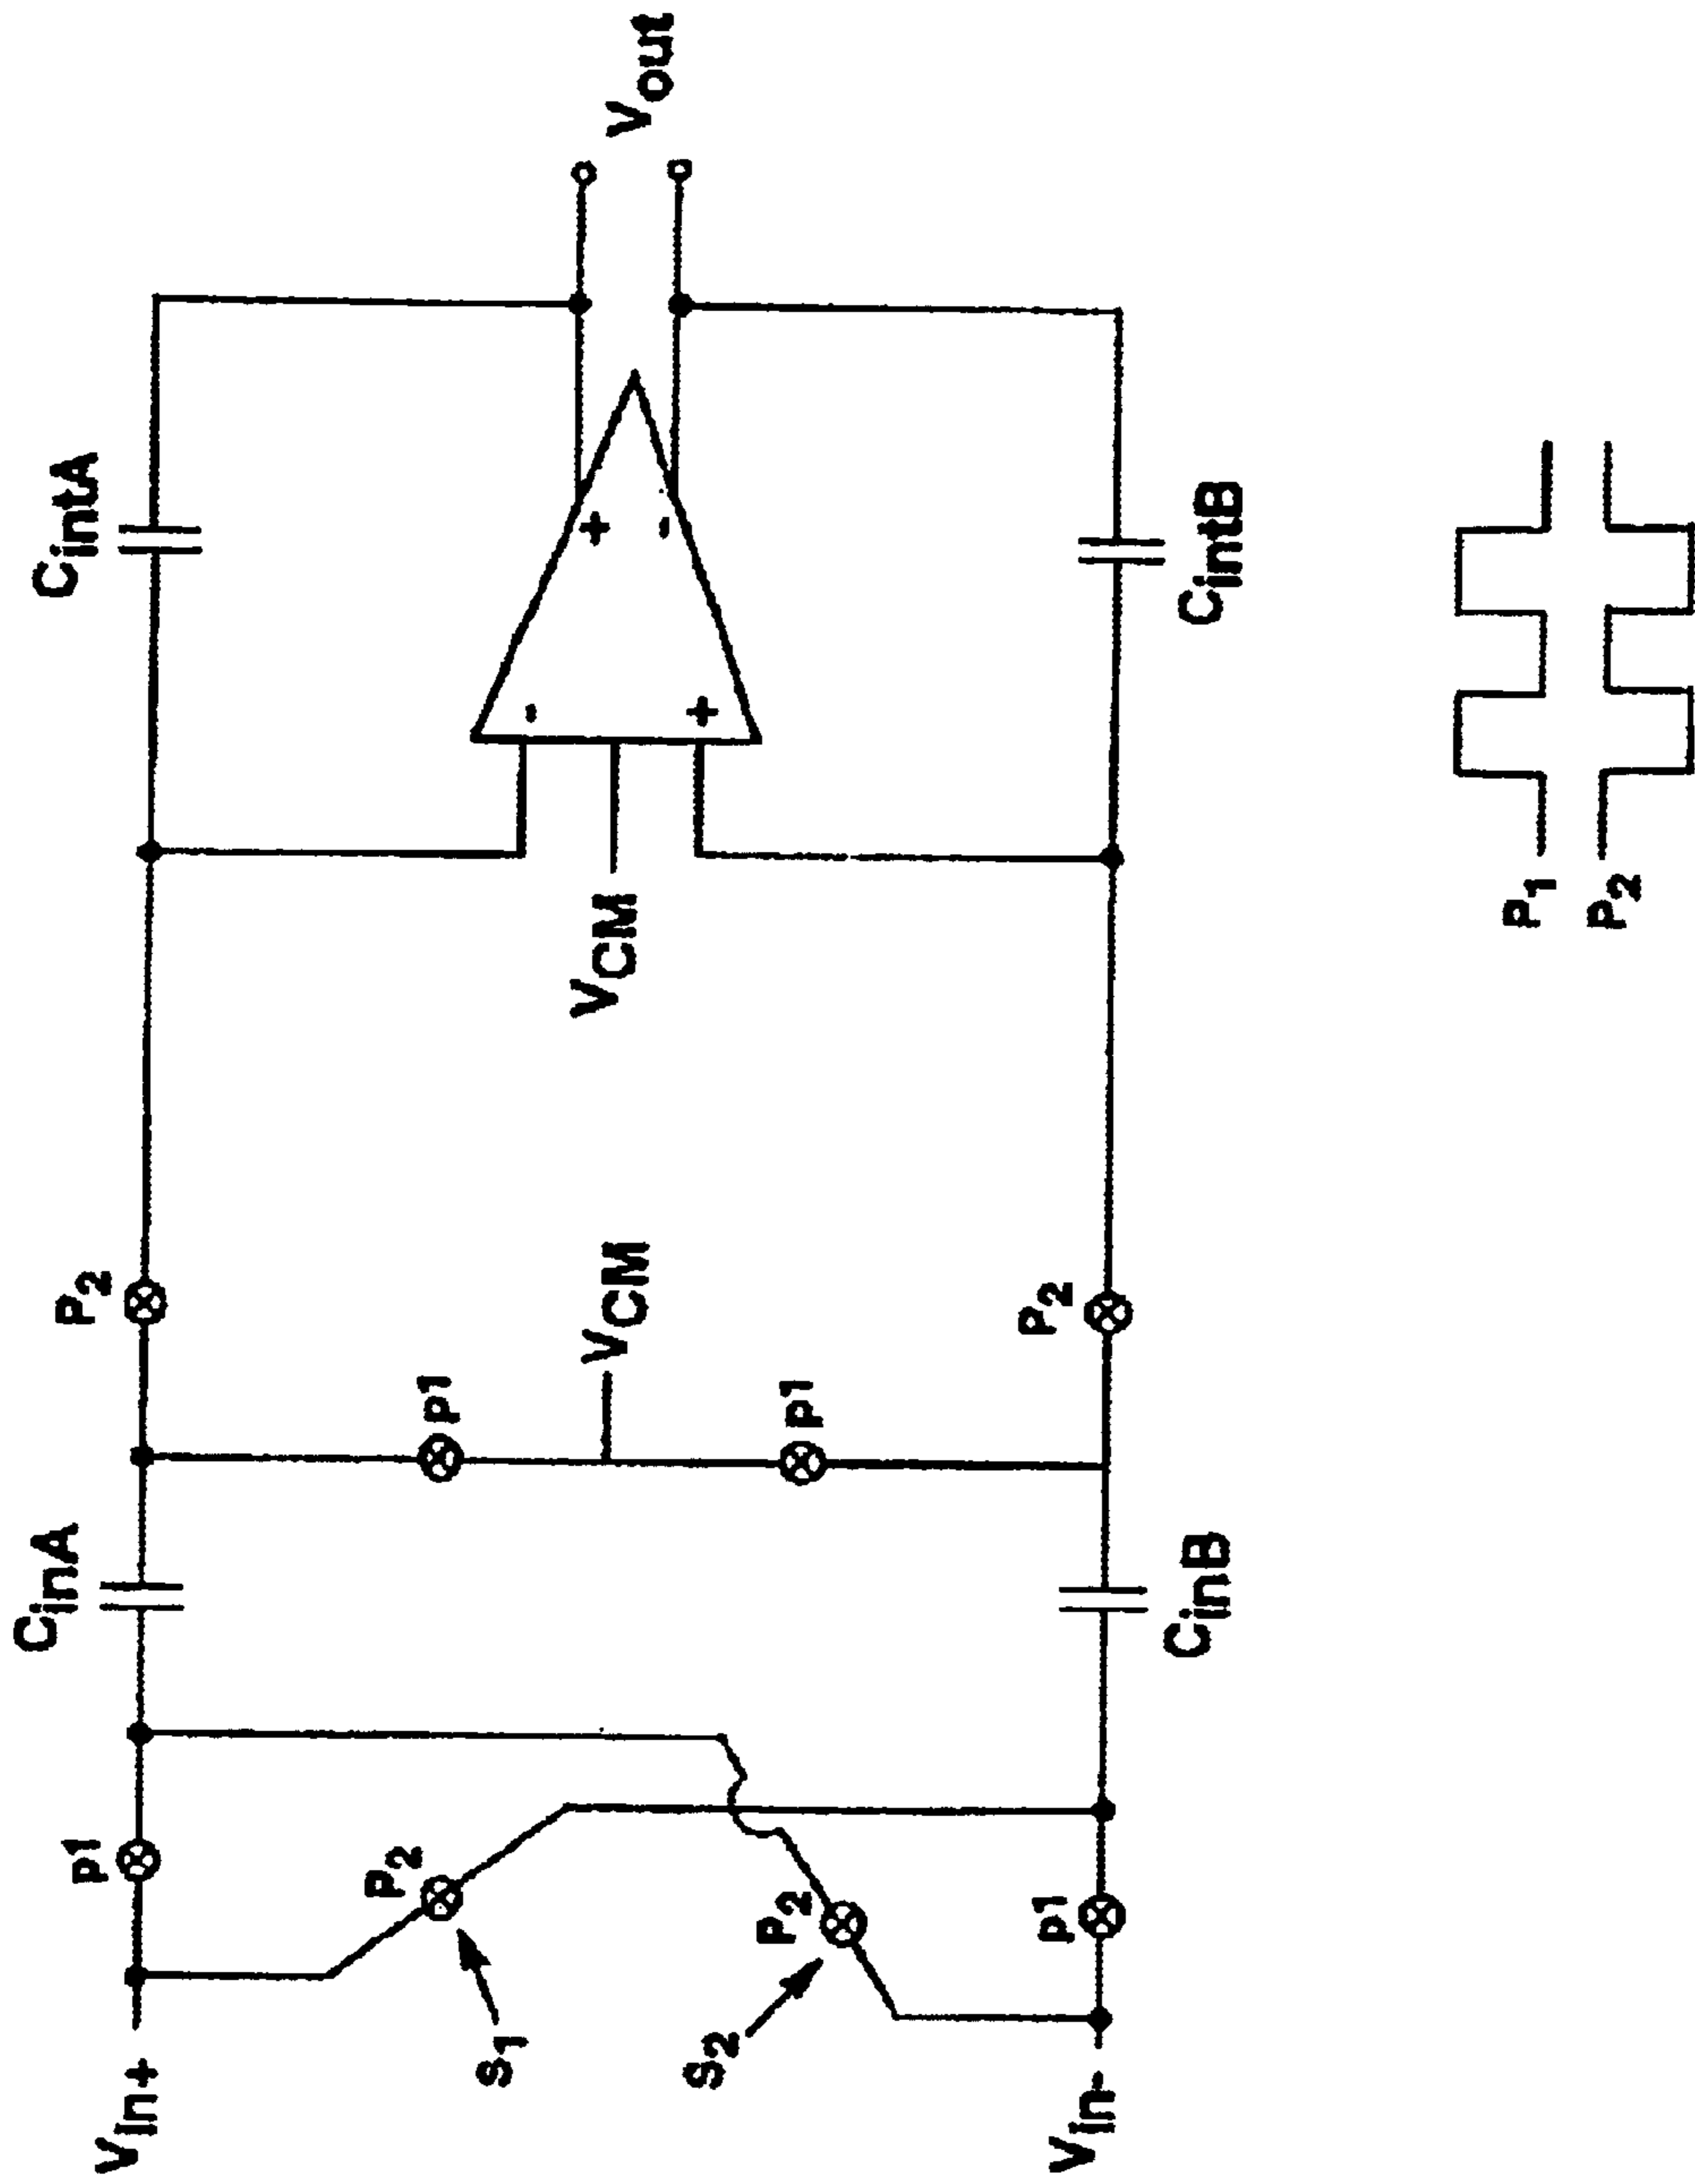 Vin+
p1
S1
P2
S2
P2
p1
Vin-
CinA
CinB
p1
VCM
p1
P2
P2
VCM
-
+
+
-
CintA
CintB
Vout
P1
P2